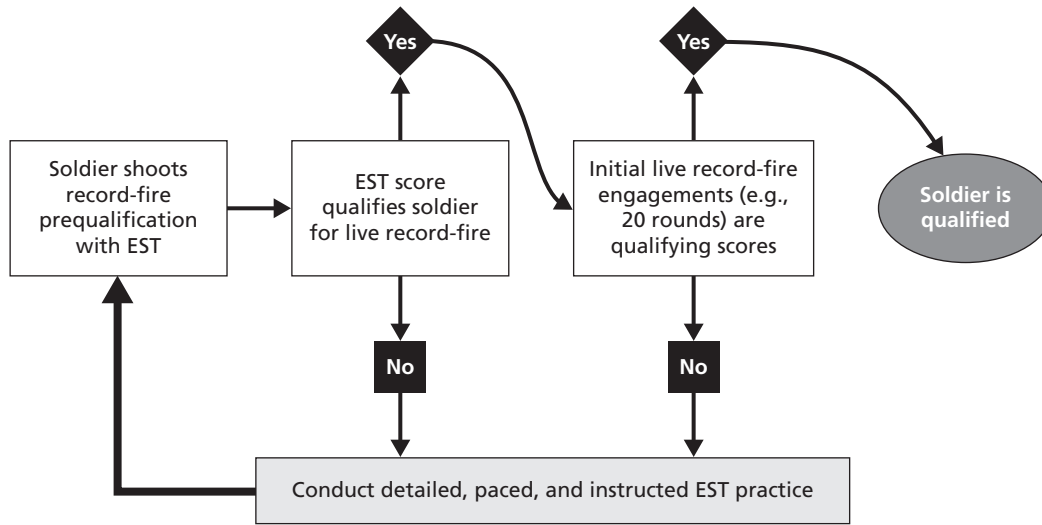 Yes
Yes
Soldier shoots
record-fire
prequalification
with EST
EST score
qualifies soldier
for live record-fire
Initial live record-fire
engagements (e.g.,
20 rounds) are
qualifying scores
Soldier is
qualified
No
No
Conduct detailed, paced, and instructed EST practice